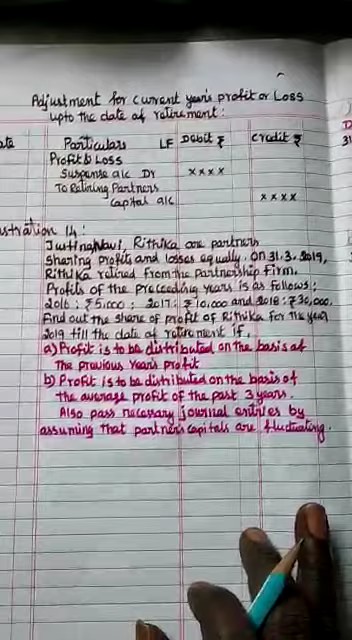 Adjustment for current year's profit or Loss
upto the date of retirement:
ate Particulars LF Debit ₹ Credit ₹
Profit & Loss
Suspense a/c Dr xxxx
To Retiring Partners
Capital a/c xxxx
stration 14:
Rithika are partners
Sharing profits and losses equally. On 31.3.2019,
Rithika retired from the partnership firm.
Profits of the preceeding years is as follows:
2016: ₹5,000; 2017: ₹10,000 and 2018: ₹30,000.
Find out the share of profit of Rithika for the year
2019 till the date of retirement if,
a) Profit is to be distributed on the basis of
The previous Year's profit
b) Profit is to be distributed on the basis of
the average profit of the past 3 years.
Also pass necessary journal entries by
assuming that partners capitals are fluctuating.